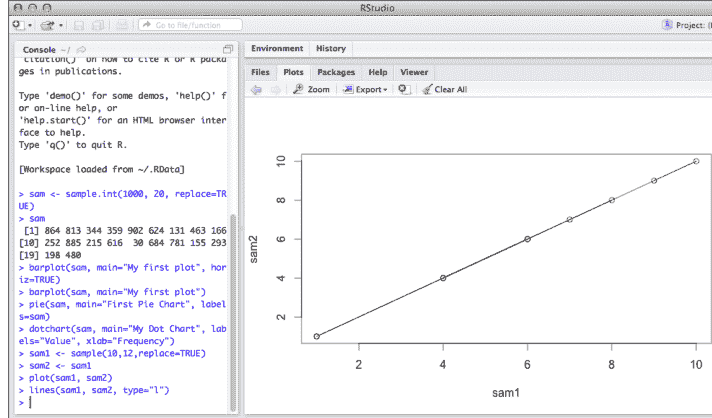 RStudio
Go to file/function
Project: (
Console ~/
citation()' on how to cite R or R packa
ges in publications.
Type 'demo()' for some demos, 'help()' f
or on-line help, or
'help.start()' for an HTML browser inter
face to help.
Type 'q()' to quit R.
[Workspace loaded from ~/.RData]
> sam <- sample.int(1000, 20, replace=TR
UE)
> sam
[1] 864 813 344 359 902 624 131 463 166
[10] 252 885 215 616 30 684 781 155 293
[19] 198 480
> barplot(sam, main="My first plot", hor
iz=TRUE)
> barplot(sam, main="My first plot")
> pie(sam, main="First Pie Chart", label
s=sam)
> dotchart(sam, main="My Dot Chart", lab
els="Value", xlab="Frequency")
> sam1 <- sample(10,12,replace=TRUE)
> sam2 <- sam1
> plot(sam1, sam2)
> lines(sam1, sam2, type="l")
>
Environment History
Files Plots Packages Help Viewer
Zoom Export Clear All
10
8
6
4
2
sam2
2 4 6 8 10
sam1